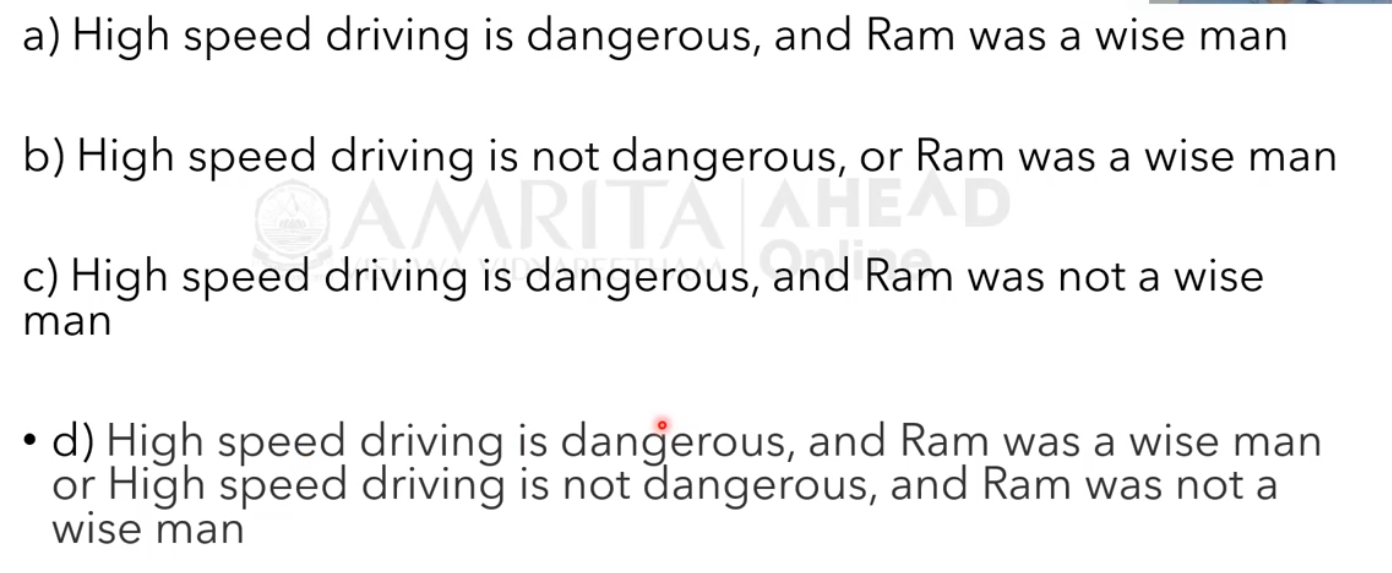 a) High speed driving is dangerous, and Ram was a wise man
b) High speed driving is not dangerous, or Ram was a wise man
AMRITA AHEAD
Online
c) High speed driving is dangerous, and Ram was not a wise
man
• d) High speed driving is dangerous, and Ram was a wise man
or High speed driving is not dangerous, and Ram was not a
wise man